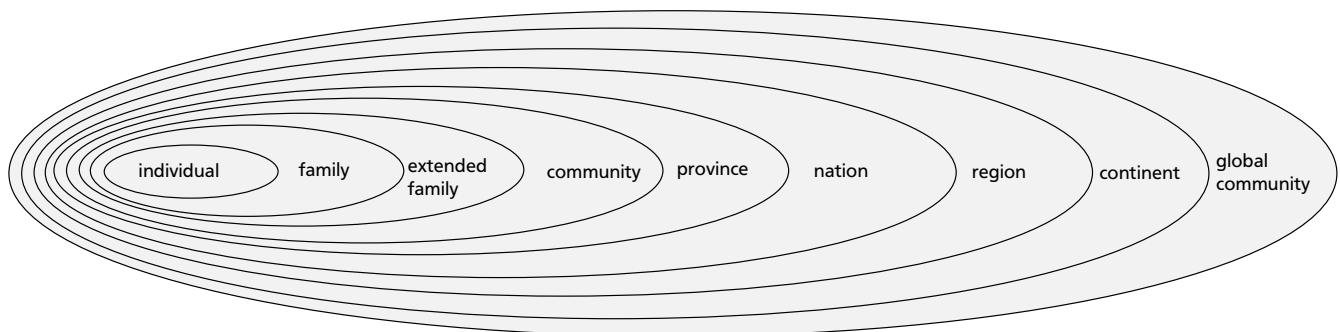 individual
family
extended
family
community
province
nation
region
continent
global
community